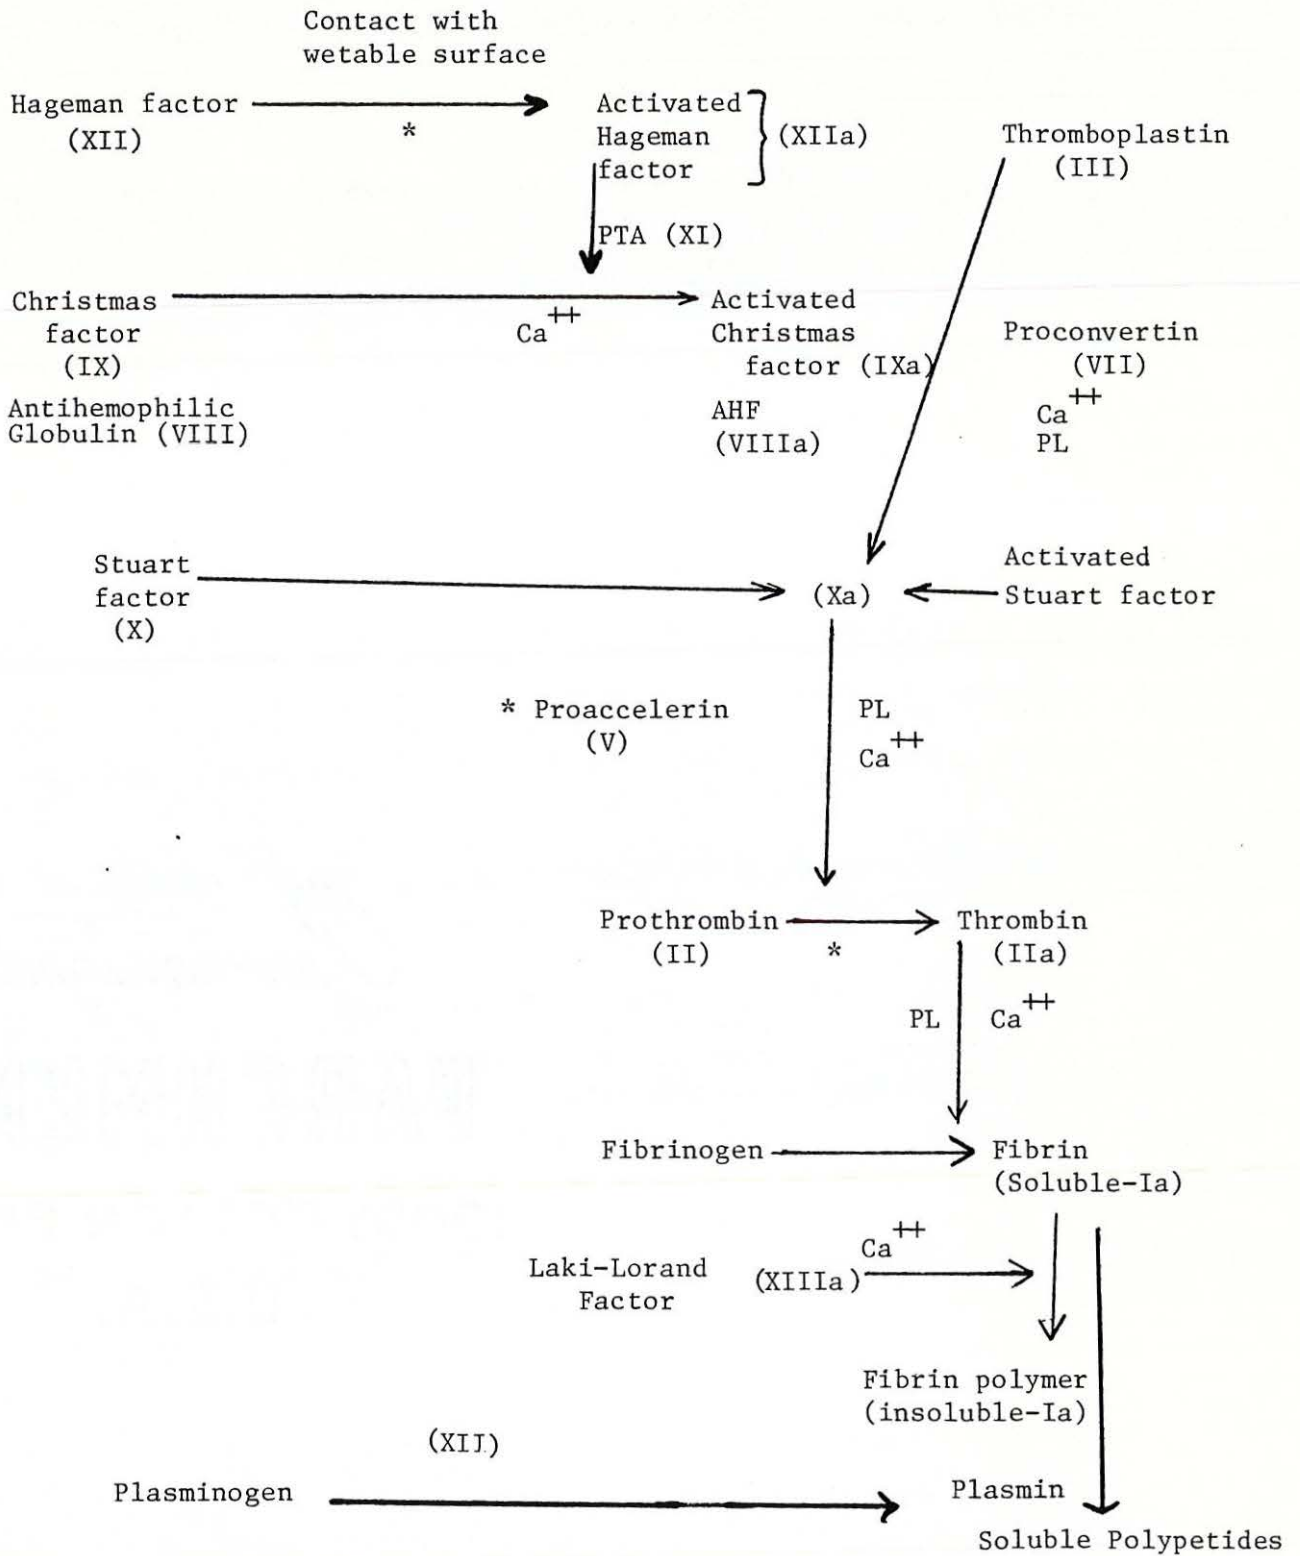 Contact with
wetable surface
Hageman factor
(XII)
*
Activated
Hageman
factor
(XIIa)
Thromboplastin
(III)
PTA (XI)
Christmas
factor
(IX)
Ca++
Activated
Christmas
factor (IXa)
Proconvertin
(VII)
Ca++
PL
Antihemophilic
Globulin (VIII)
AHF
(VIIIa)
Stuart
factor
(X)
(Xa)
Activated
Stuart factor
* Proaccelerin
(V)
PL
Ca++
Prothrombin
(II)
*
Thrombin
(IIa)
PL
Ca++
Fibrinogen
Fibrin
(Soluble-Ia)
Ca++
Laki-Lorand
Factor
(XIIIa)
Fibrin polymer
(insoluble-Ia)
(XII)
Plasminogen
Plasmin
Soluble Polypetides